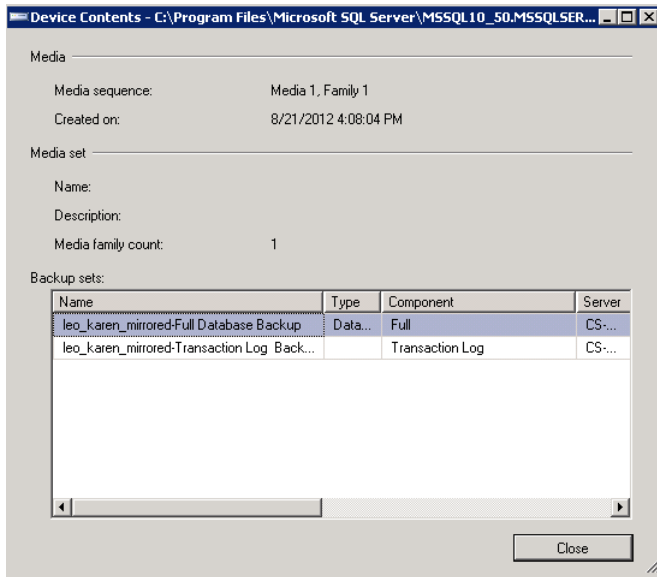 Device Contents - C:\Program Files\Microsoft SQL Server\MSSQL10_50.MSSQLSER...
Media
Media sequence: Media 1, Family 1
Created on: 8/21/2012 4:08:04 PM
Media set
Name:
Description:
Media family count: 1
Backup sets:
Name Type Component Server
leo_karen_mirrored-Full Database Backup Data... Full CS-...
leo_karen_mirrored-Transaction Log Back... Transaction Log CS-...
Close